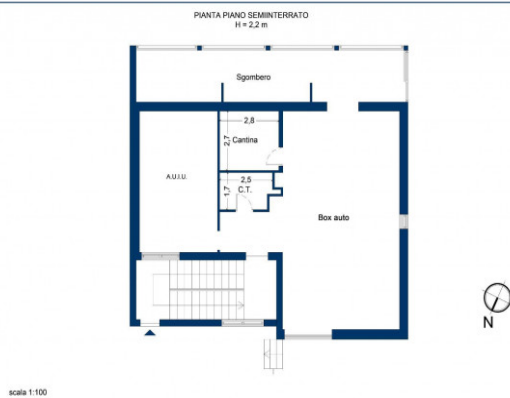 PIANTA PIANO SEMIINTERRATO
H = 2,2 m
Sgombero
2,8
2,7
Cantina
A.U.I.U.
2,5
1,7
C.T.
Box auto
N
scala 1:100